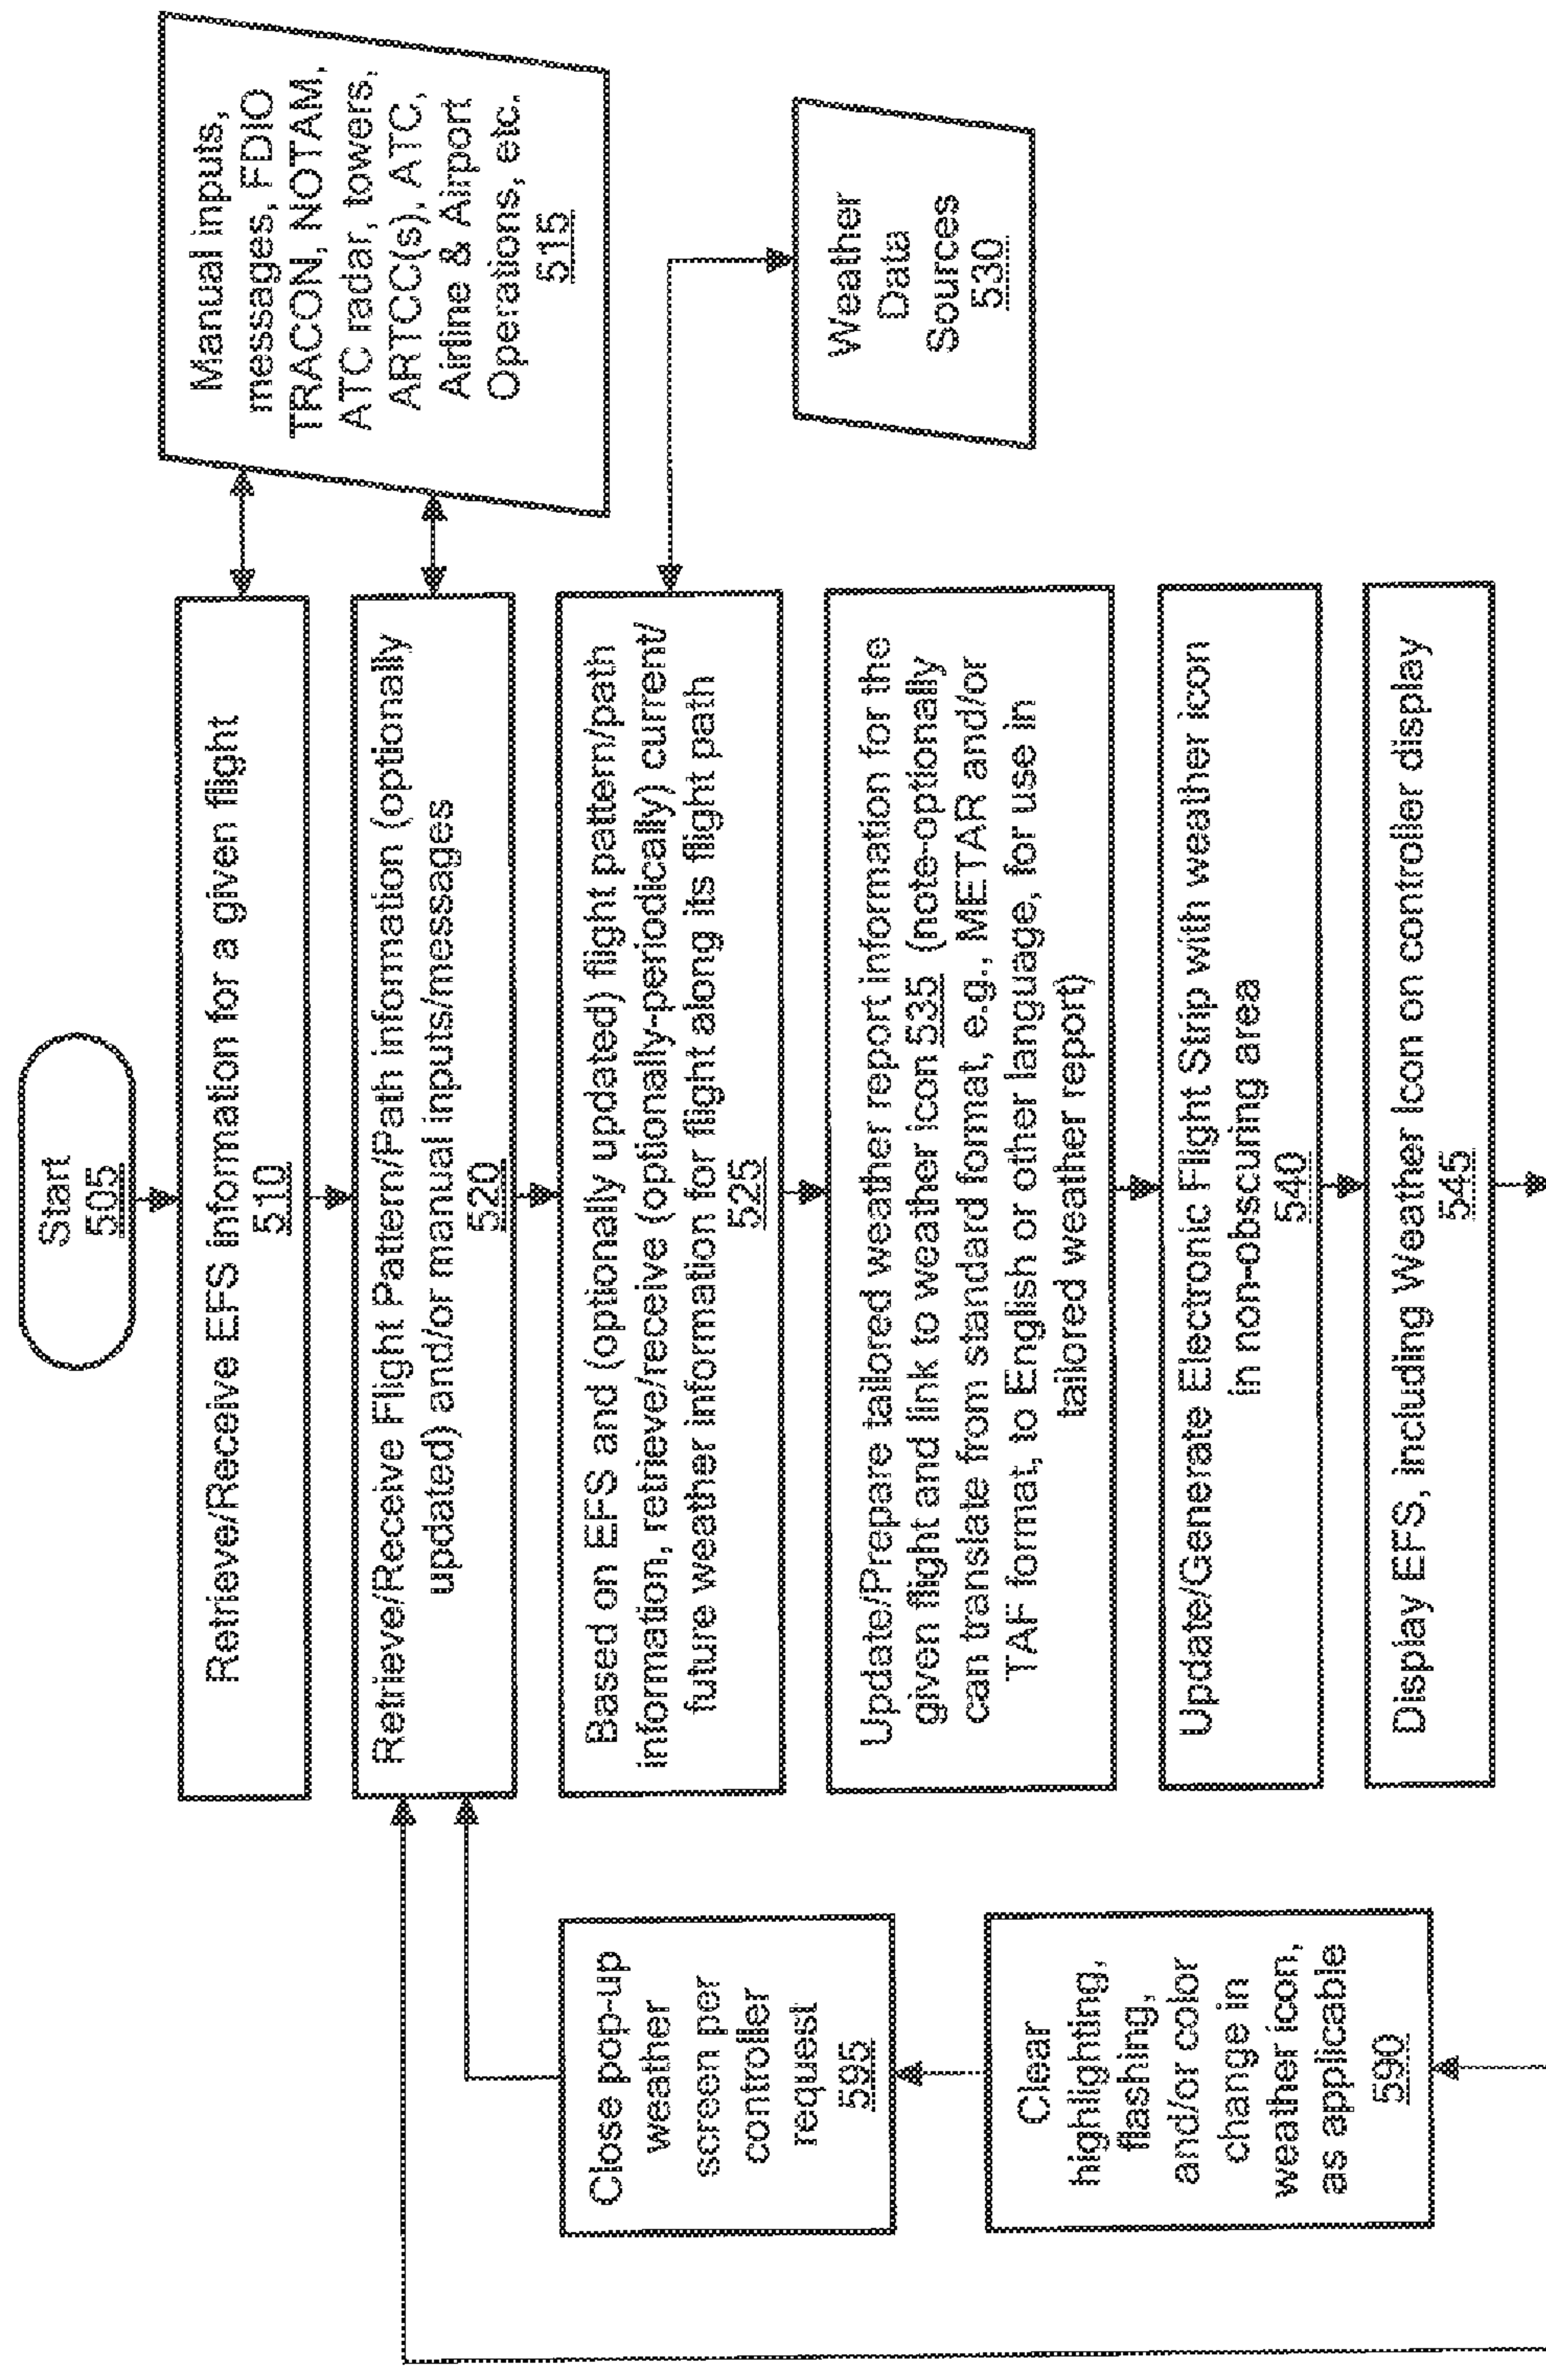 Start
505
Retrieve/Receive EFS information for a given flight
510
Manual inputs,
messages, FDIO
TRACON, NOTAM,
ATC radar, towers,
ARTCC(s), ATC,
Airline & Airport
Operations, etc.
515
Retrieve/Receive Flight Pattern/Path Information (optionally
updated) and/or manual inputs/messages
520
Based on EFS and (optionally updated) flight pattern/path
information, retrieve/receive (optionally-periodically) current/
future weather information for flight along its flight path
525
Weather
Data
Sources
530
Update/Prepare tailored weather report information for the
given flight and link to weather icon 535 (note-optionally
can translate from standard format, e.g., METAR and/or
TAF format, to English or other language, for use in
tailored weather report)
Update/Generate Electronic Flight Strip with weather icon
in non-obscuring area
540
Display EFS, including Weather Icon on controller display
545
Close pop-up
weather
screen per
controller
request
595
Clear
highlighting,
flashing,
and/or color
change in
weather icon,
as applicable
590